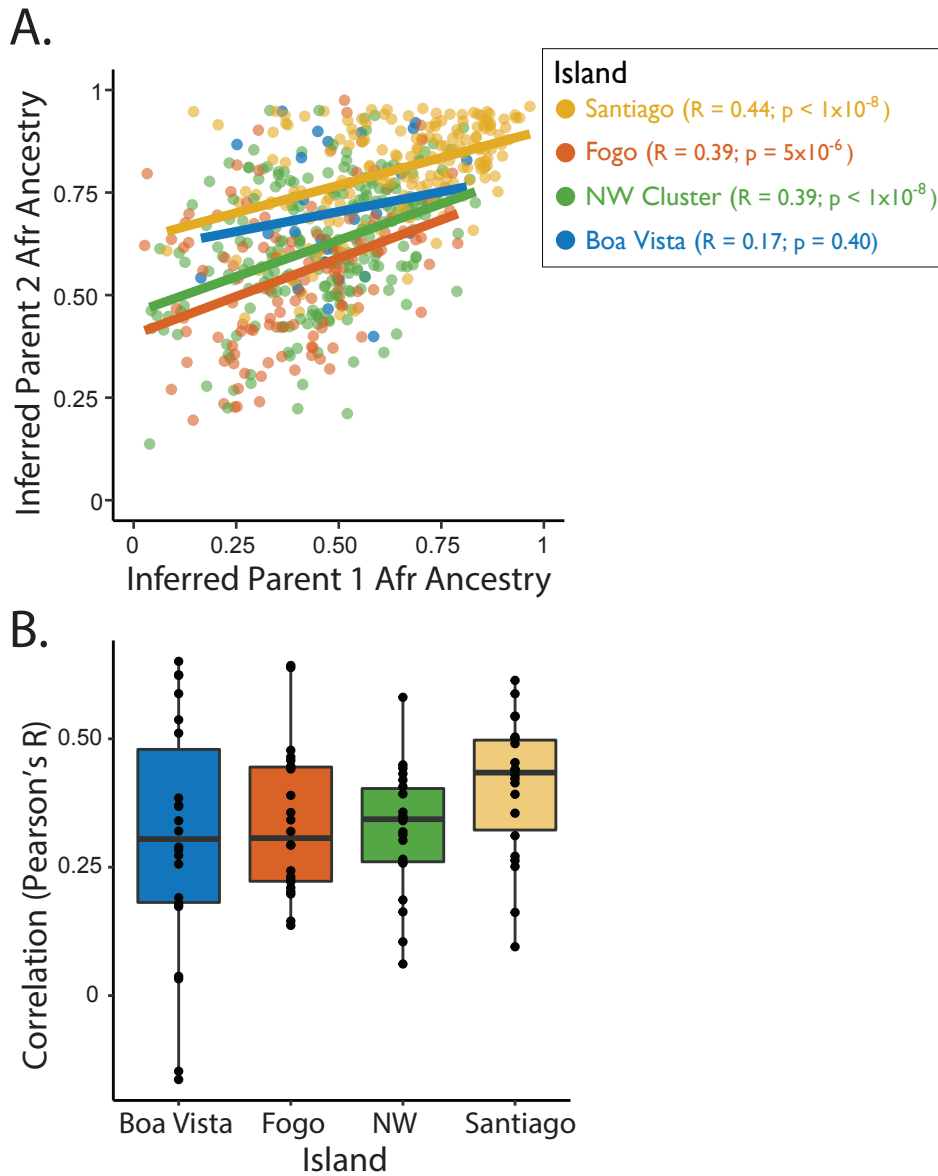 A.
Inferred Parent 2 Afr Ancestry
1
0.75
0.50
0.25
0
0
0.25
0.50
0.75
1
Inferred Parent 1 Afr Ancestry
Island
Santiago (R = 0.44; p < 1x10⁻⁸)
Fogo (R = 0.39; p = 5x10⁻⁶)
NW Cluster (R = 0.39; p < 1x10⁻⁸)
Boa Vista (R = 0.17; p = 0.40)
B.
Correlation (Pearson's R)
0.50
0.25
0
Boa Vista
Fogo
NW
Santiago
Island